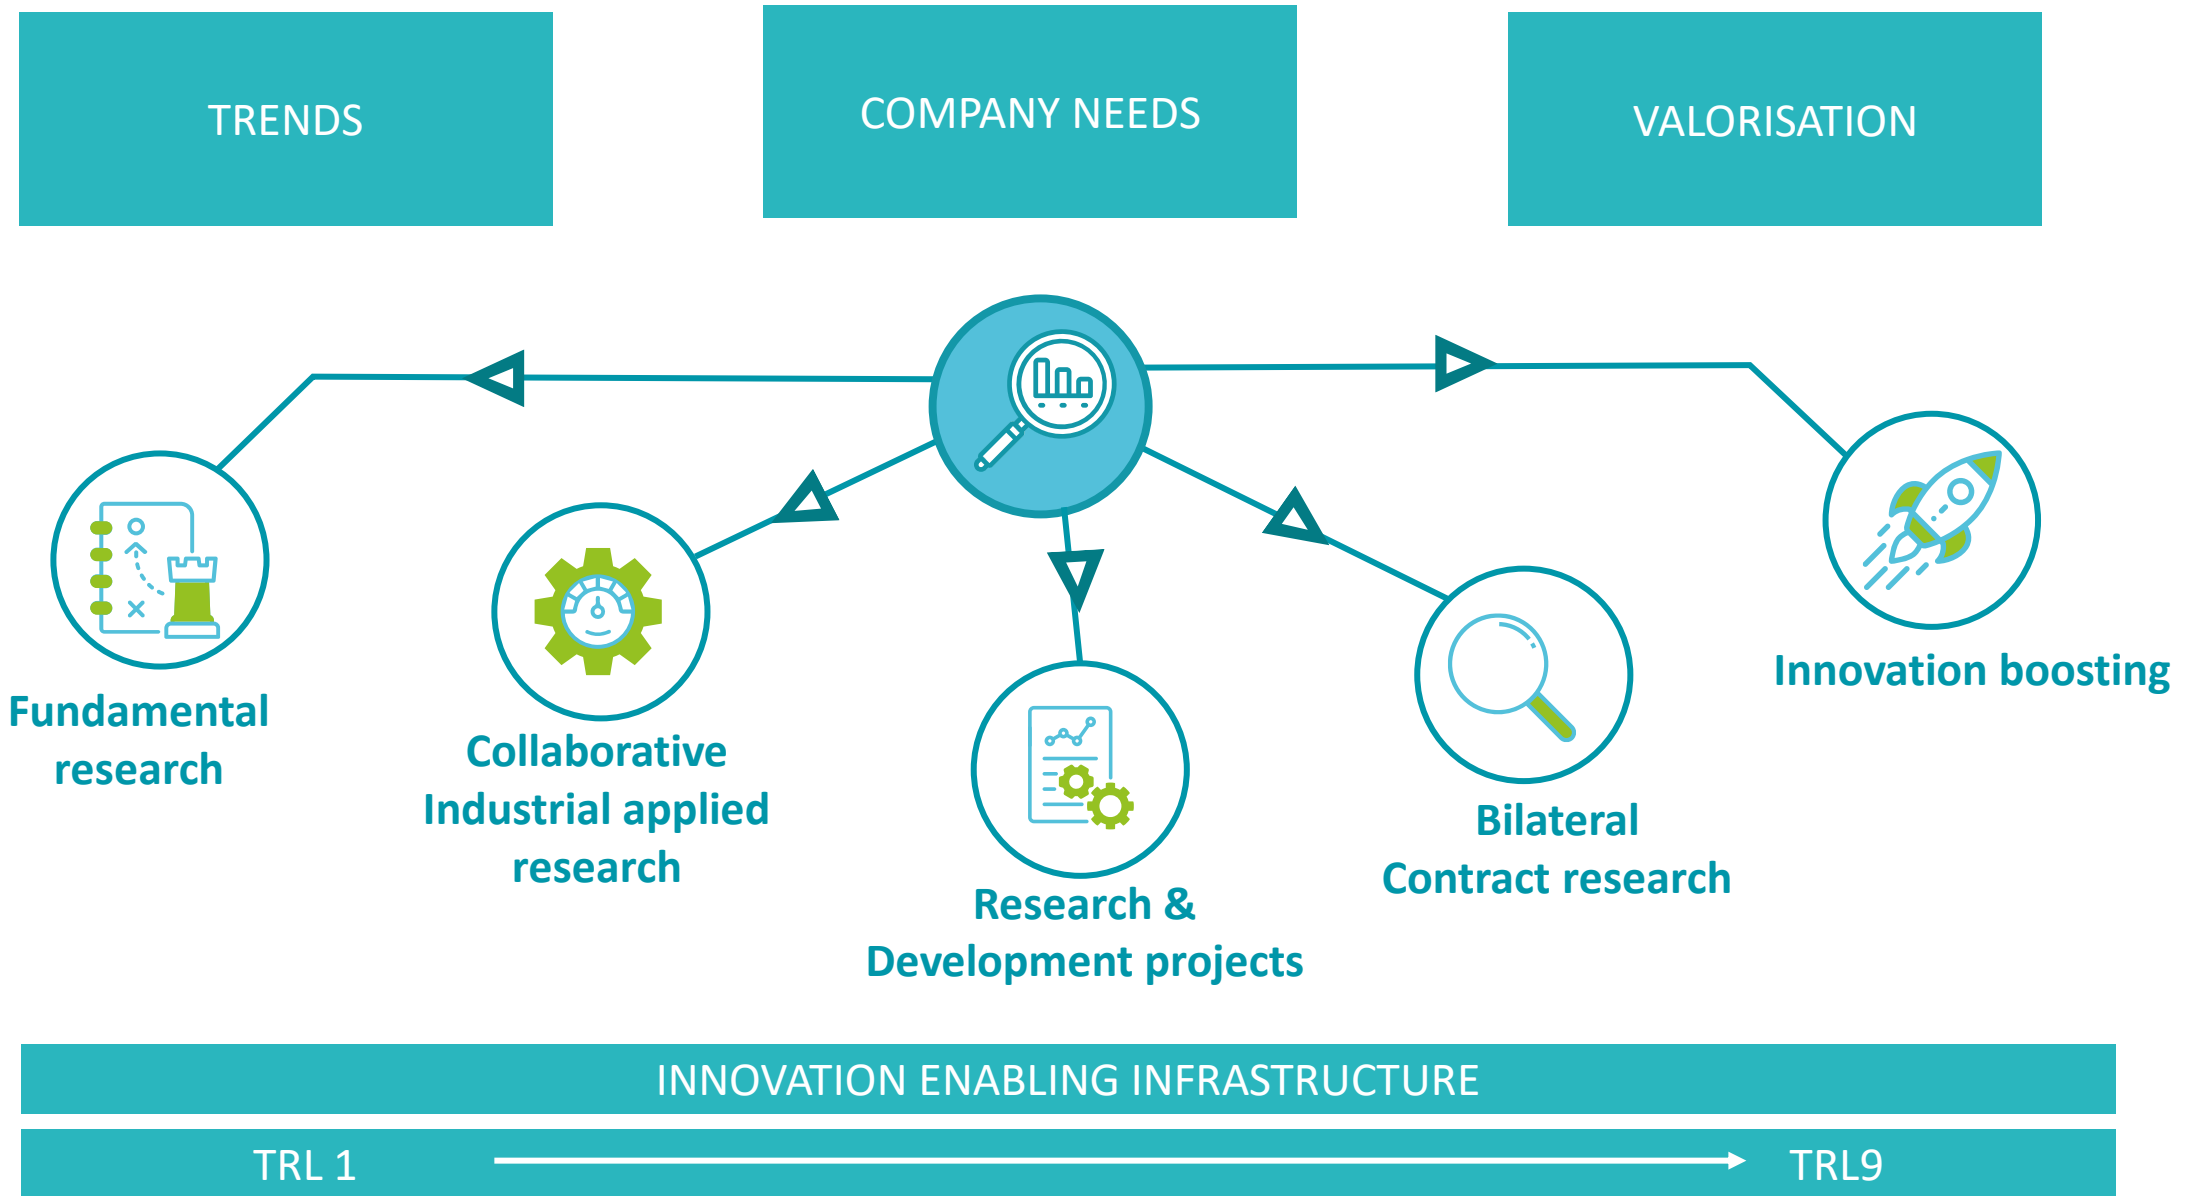 TRENDS
COMPANY NEEDS
VALORISATION
Fundamental
research
Collaborative
Industrial applied
research
Research &
Development projects
Bilateral
Contract research
Innovation boosting
INNOVATION ENABLING INFRASTRUCTURE
TRL 1
TRL9